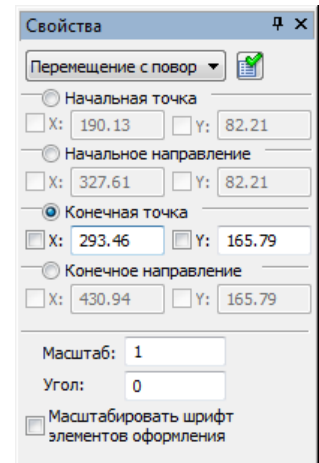 Свойства
Перемещение с повор
Начальная точка
X: 190.13 Y: 82.21
Начальное направление
X: 327.61 Y: 82.21
Конечная точка
X: 293.46 Y: 165.79
Конечное направление
X: 430.94 Y: 165.79
Масштаб: 1
Угол: 0
Масштабировать шрифт
элементов оформления